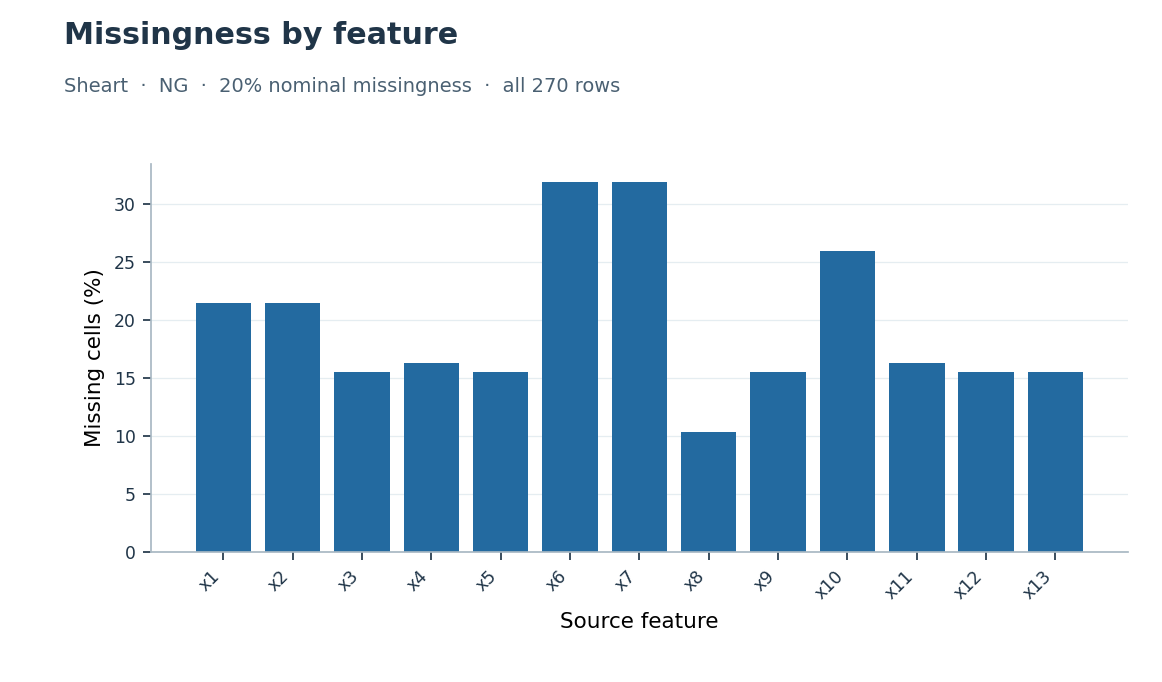 Missingness by feature
Sheart · NG · 20% nominal missingness · all 270 rows
Missing cells (%)
30
25
20
15
10
5
0
x1 x2 x3 x4 x5 x6 x7 x8 x9 x10 x11 x12 x13
Source feature